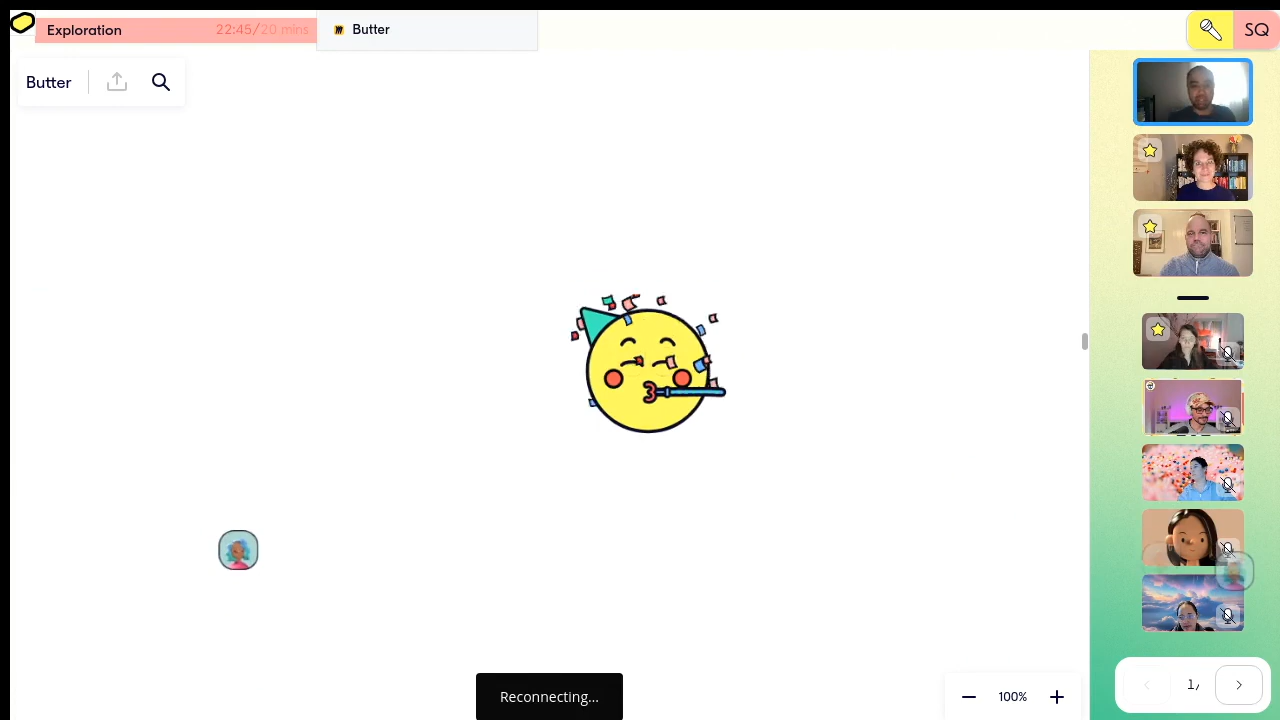 Exploration
22:45/20 mins
Butter
SQ
Butter
Reconnecting...
100%
1/